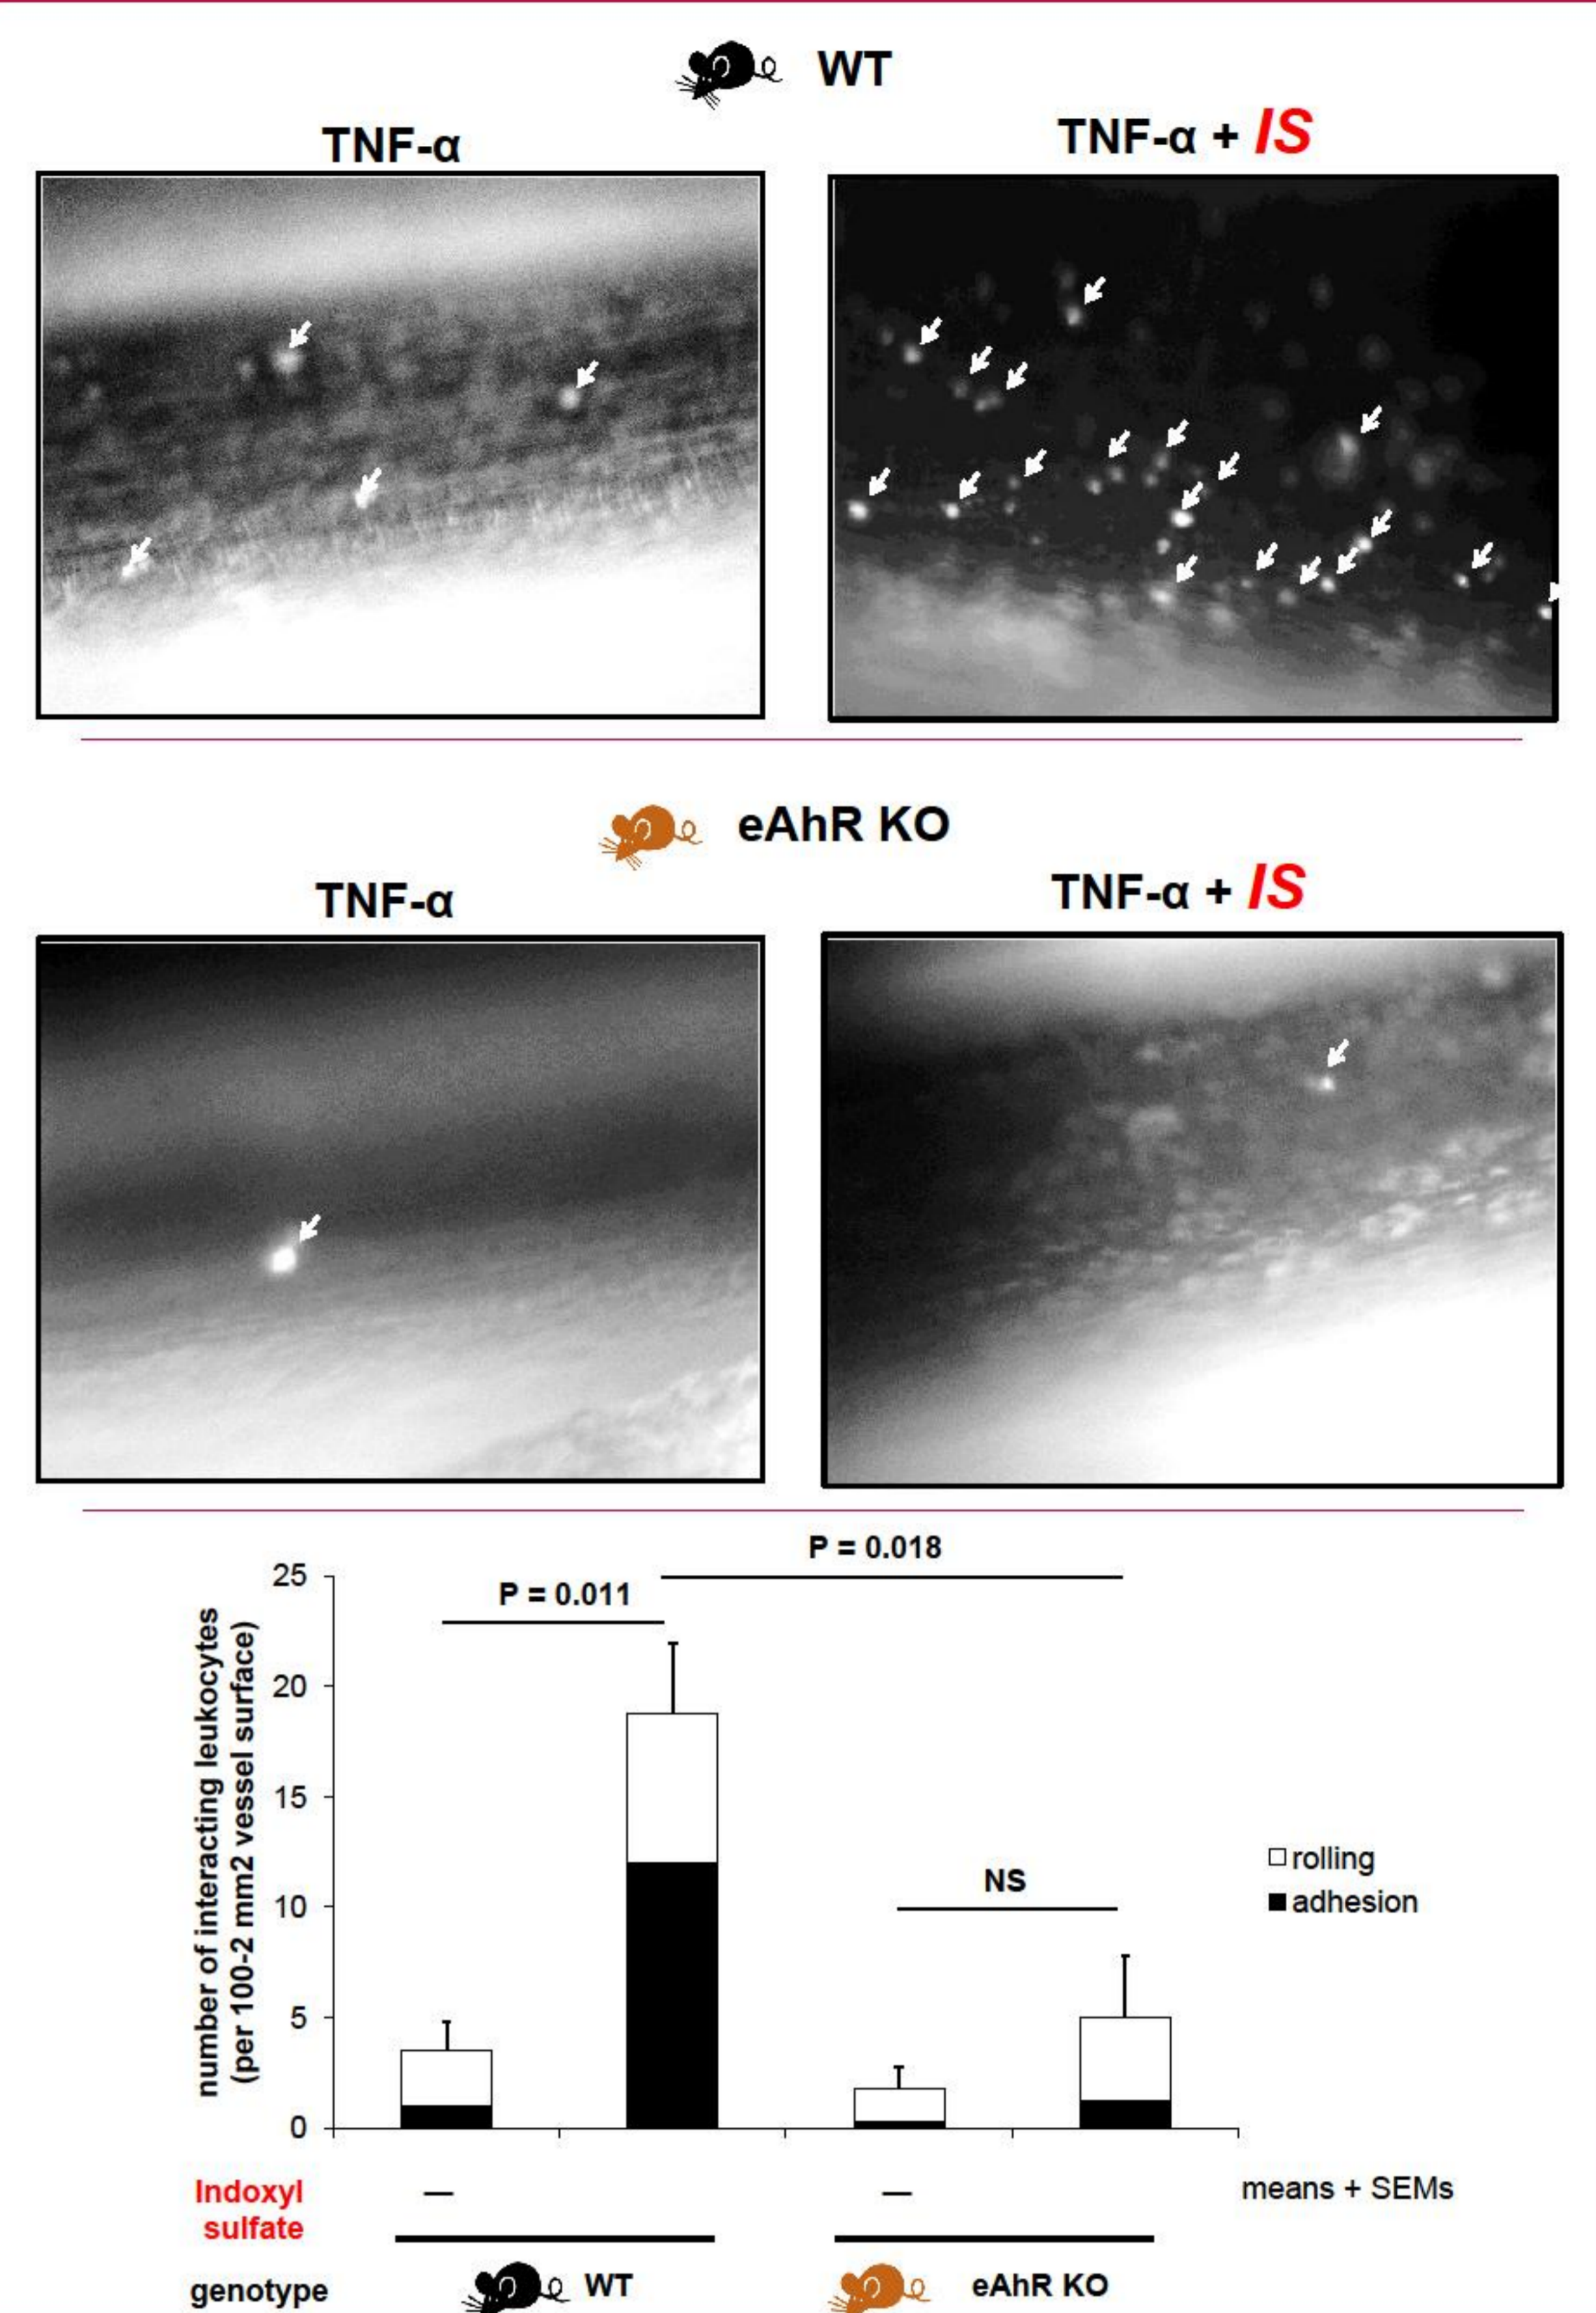 WT
TNF-α
TNF-α + IS
eAhR KO
TNF-α
TNF-α + IS
P = 0.018
P = 0.011
NS
number of interacting leukocytes
(per 100-2 mm2 vessel surface)
25
20
15
10
5
0
rolling
adhesion
Indoxyl
sulfate
–
–
means + SEMs
genotype
WT
eAhR KO